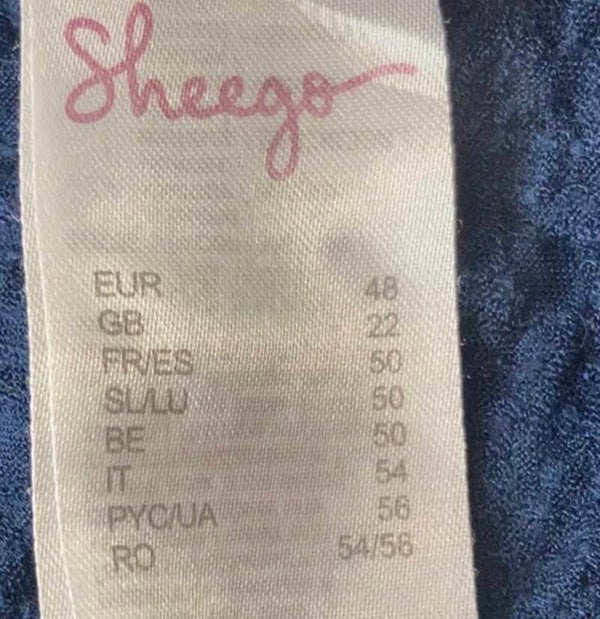 Sheego
EUR 48
GB 22
FR/ES 50
SL/LU 50
BE 50
IT 54
PYC/UA 56
RO 54/56